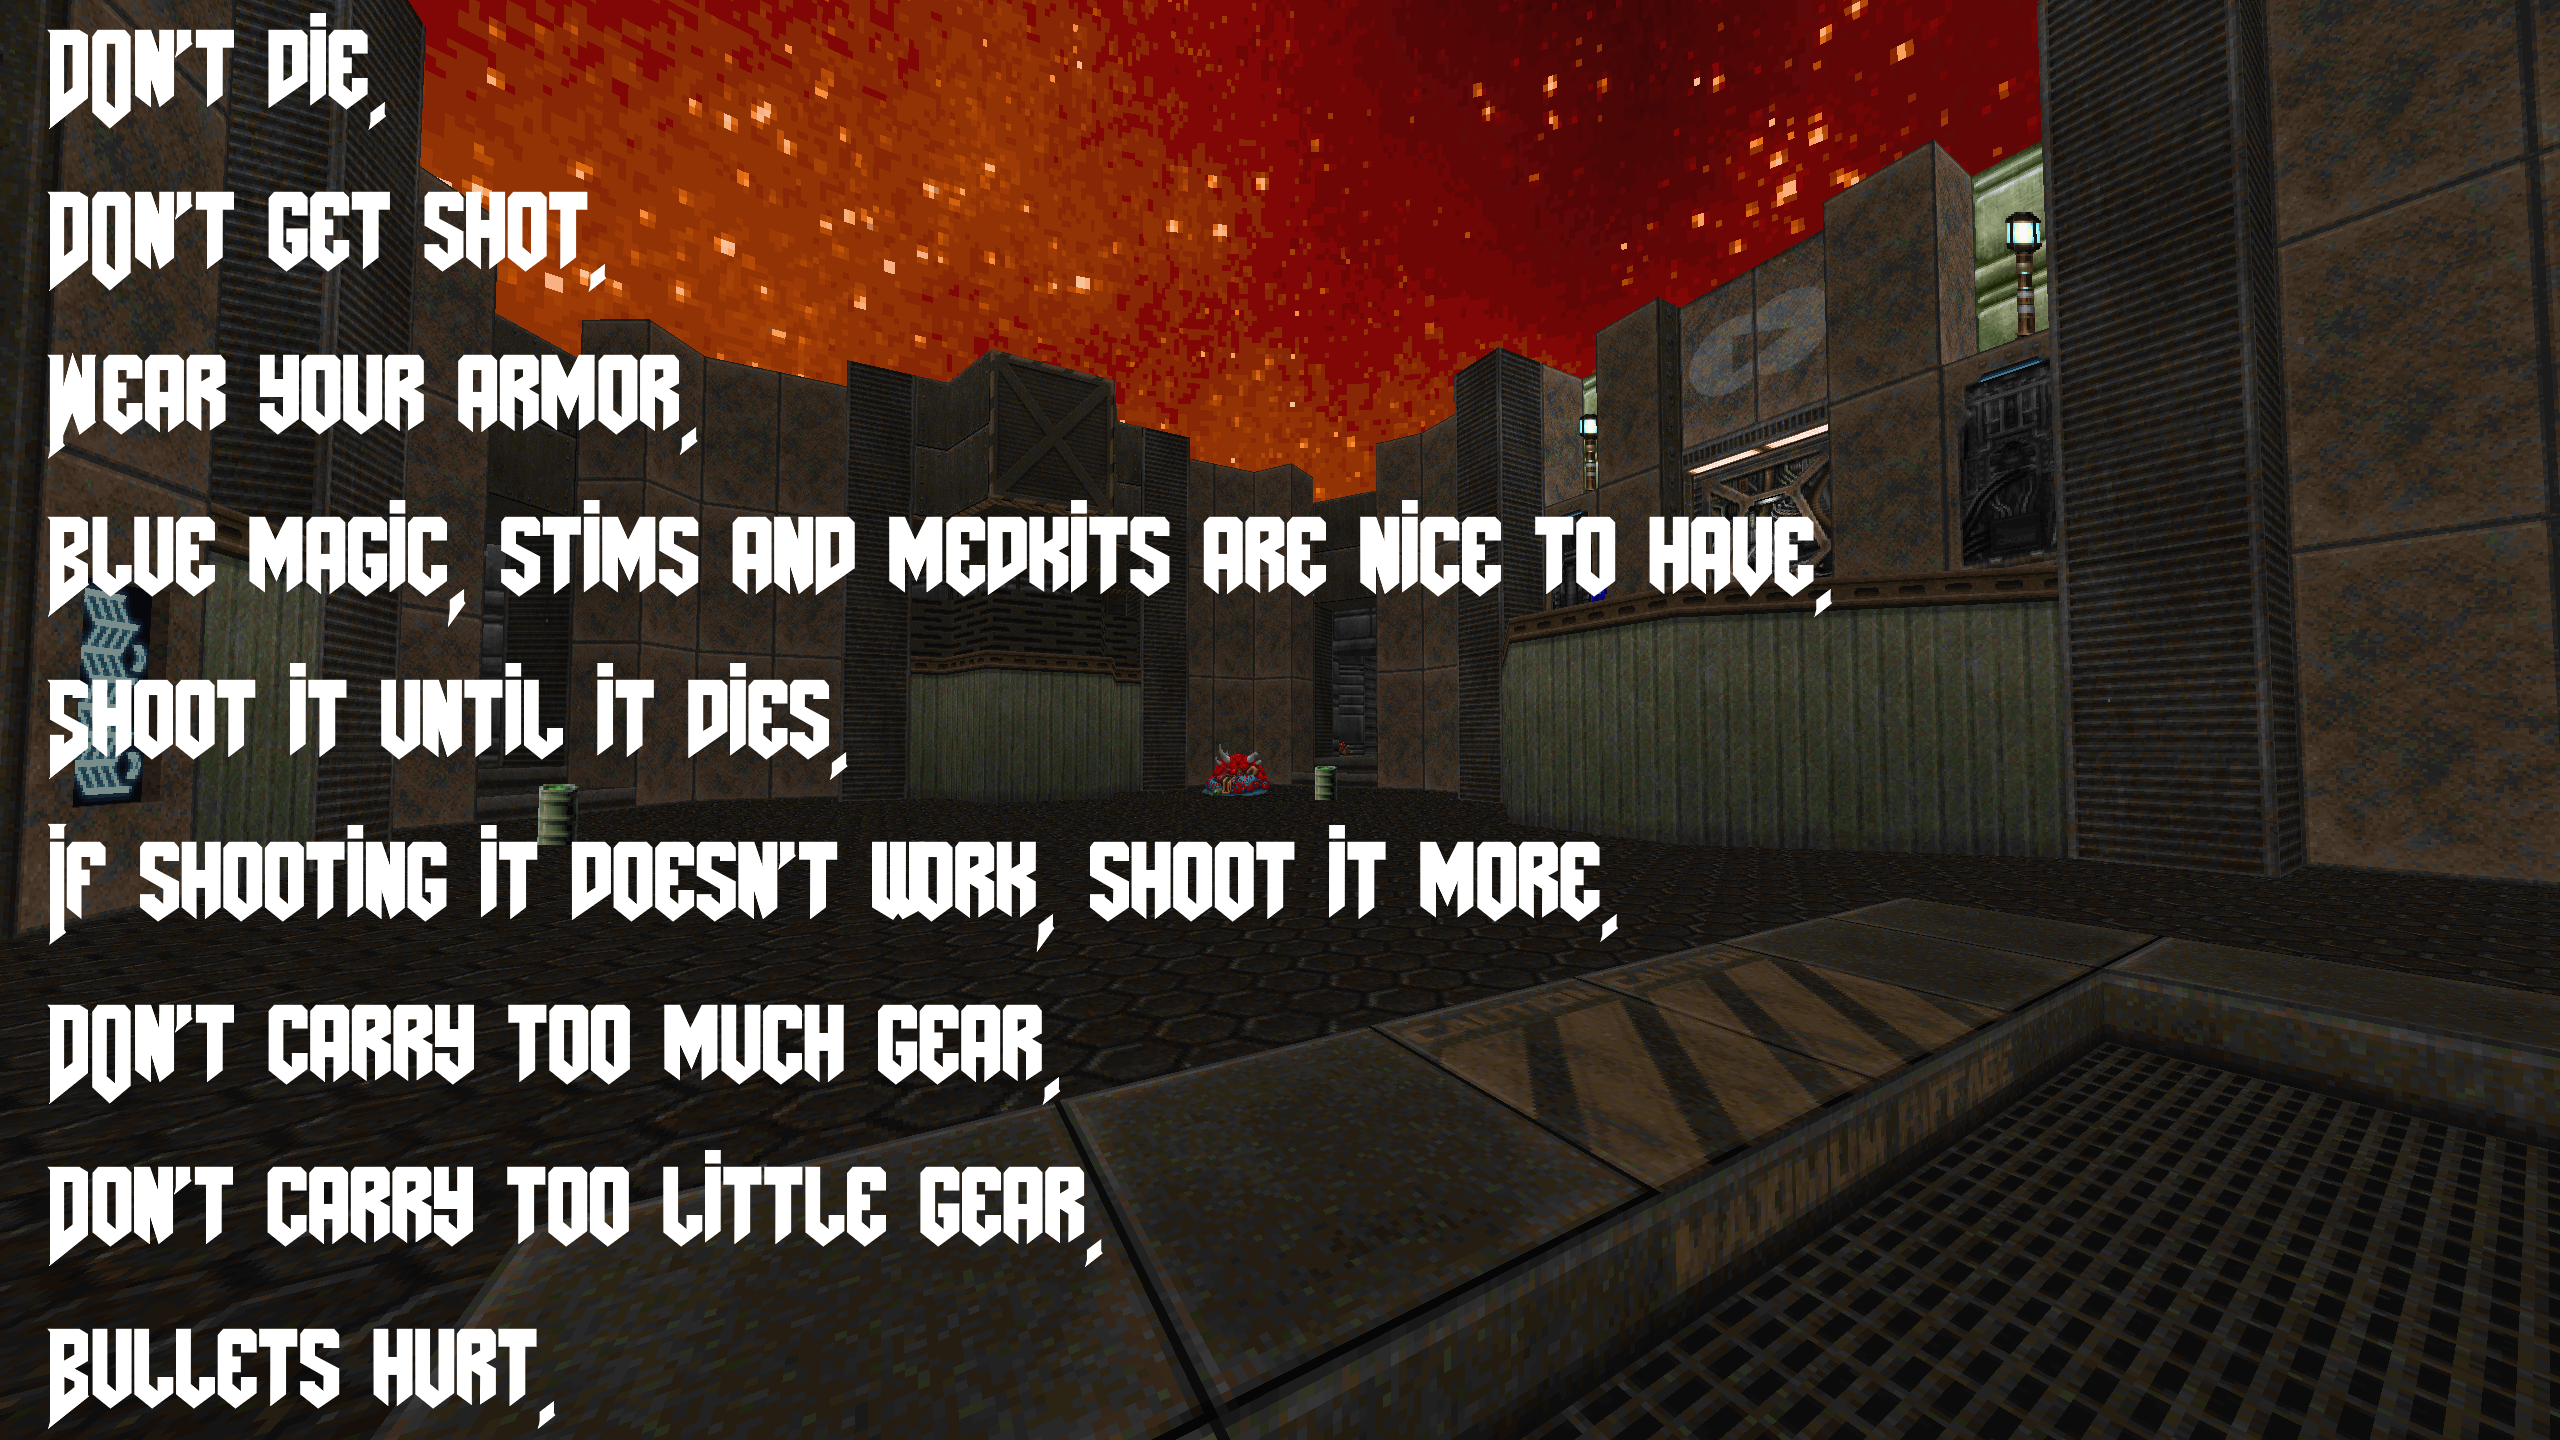 Don't die,
Don't get shot,
Wear your armor,
Blue magic, stims and medkits are nice to have,
Shoot it until it dies,
If shooting it doesn't work, shoot it more,
Don't carry too much gear,
Don't carry too little gear,
Bullets hurt,
CAUTION CAUTION